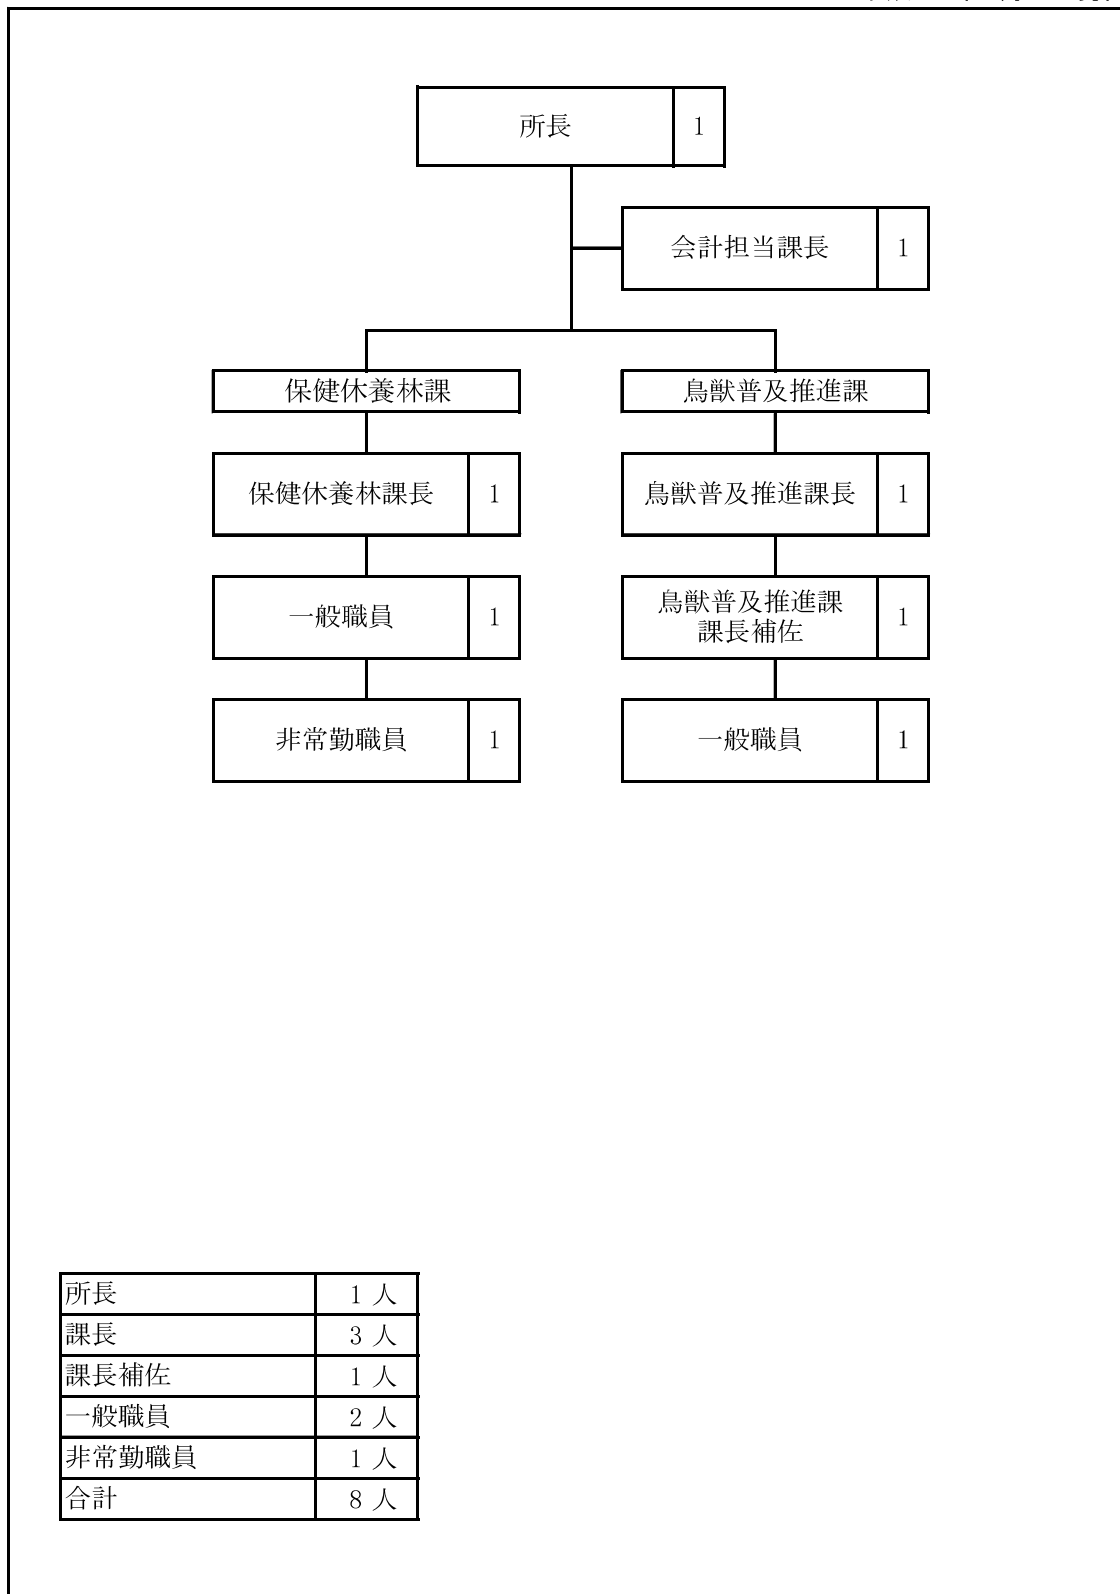 所長 1
会計担当課長 1
保健休養林課
鳥獣普及推進課
保健休養林課長 1
鳥獣普及推進課長 1
一般職員 1
鳥獣普及推進課
課長補佐 1
非常勤職員 1
一般職員 1
所長 1 人
課長 3 人
課長補佐 1 人
一般職員 2 人
非常勤職員 1 人
合計 8 人